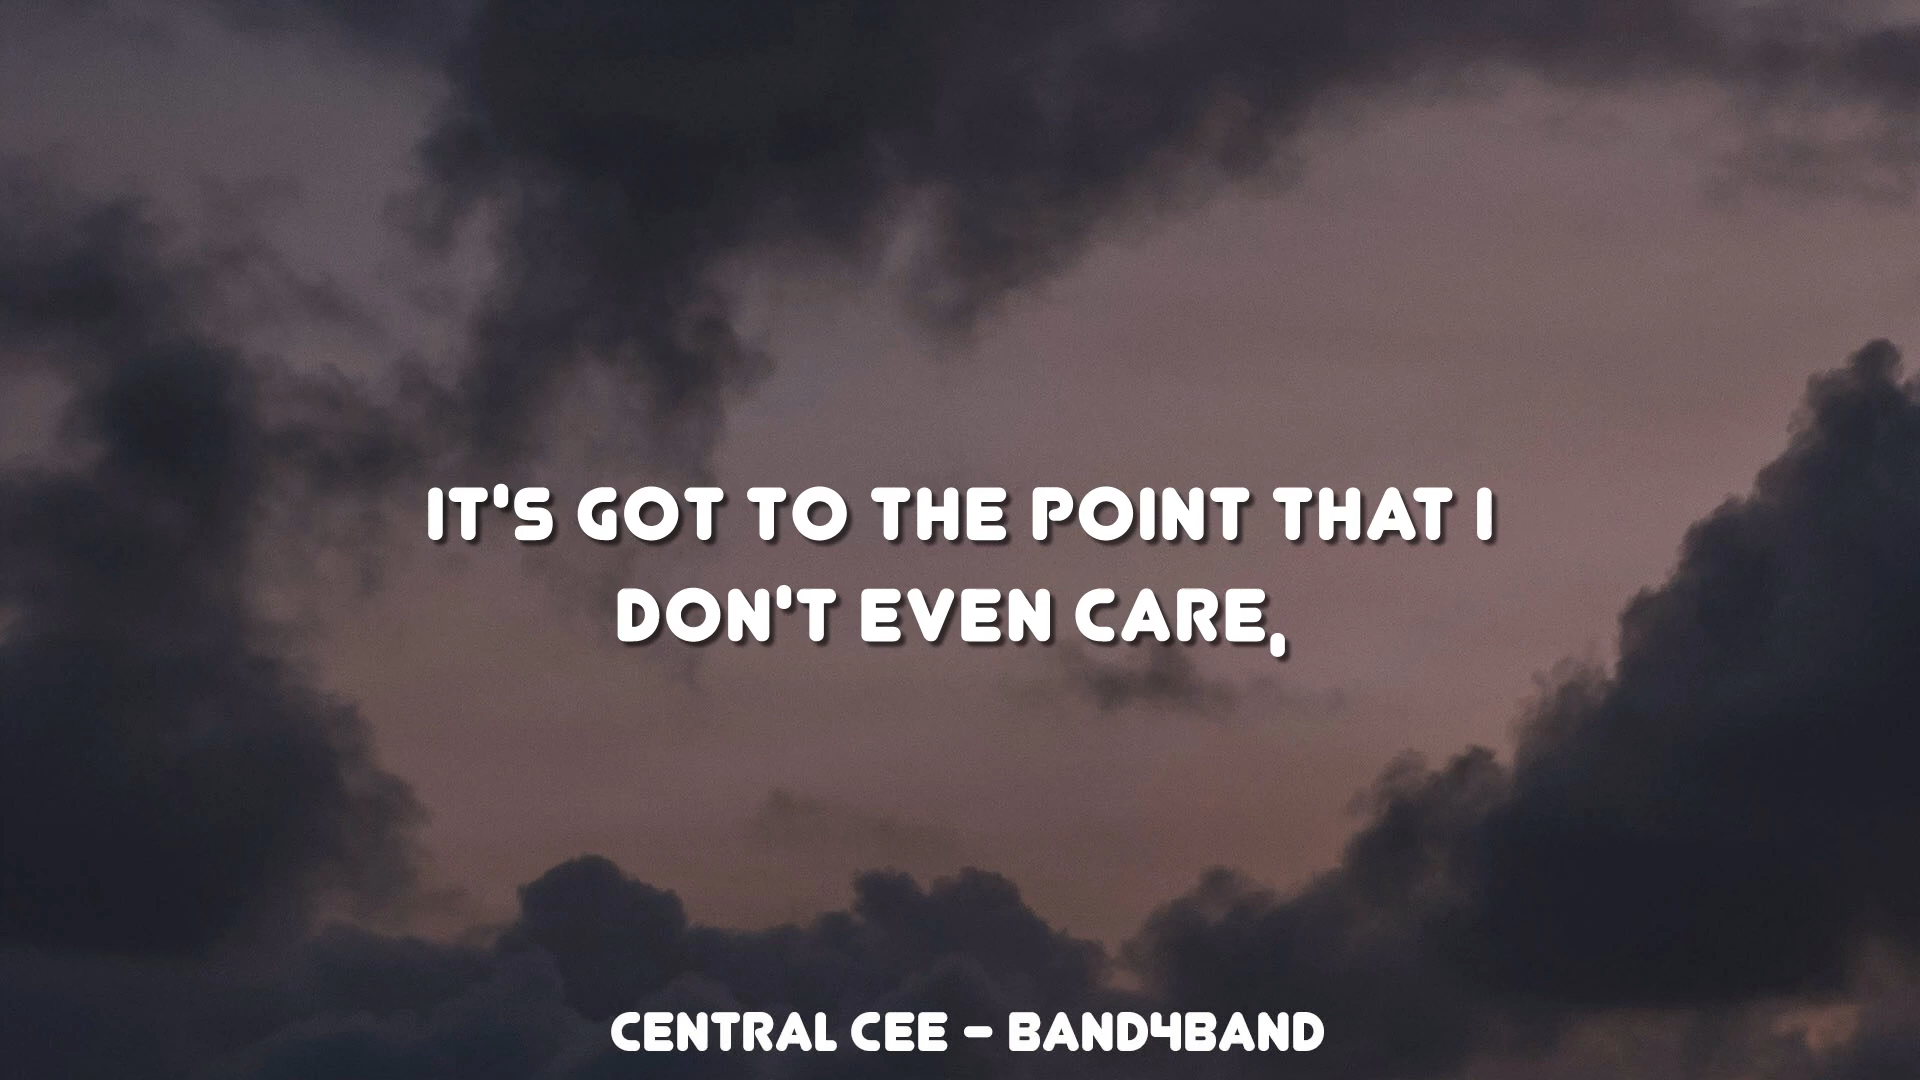 IT'S GOT TO THE POINT THAT I
DON'T EVEN CARE,
CENTRAL CEE - BAND4BAND